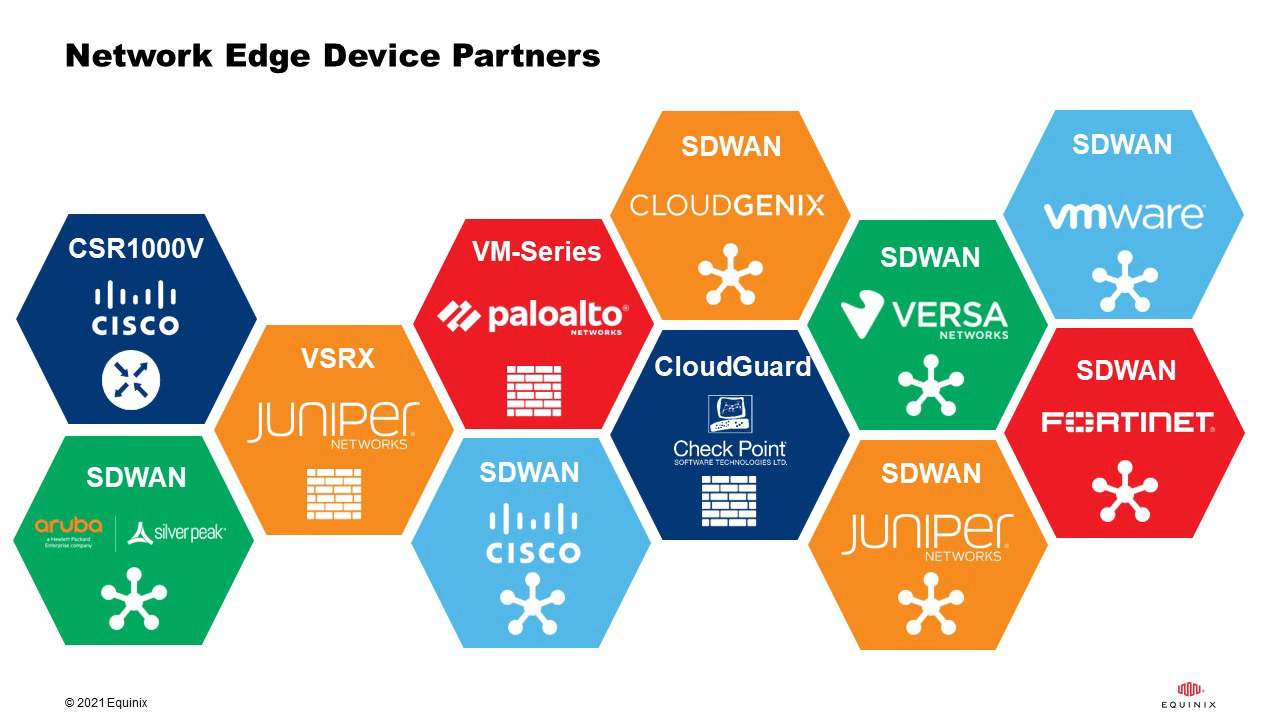 Network Edge Device Partners
CSR1000V
CISCO
SDWAN
aruba
a Hewlett Packard
Enterprise company
silver peak
VSRX
JUNIPER
NETWORKS
VM-Series
paloalto®
NETWORKS
SDWAN
CISCO
SDWAN
CLOUDGENIX
CloudGuard
Check Point
SOFTWARE TECHNOLOGIES LTD.
SDWAN
VERSA
NETWORKS
SDWAN
JUNIPER
NETWORKS
SDWAN
vmware®
SDWAN
FORTINET®
© 2021 Equinix
EQUINIX